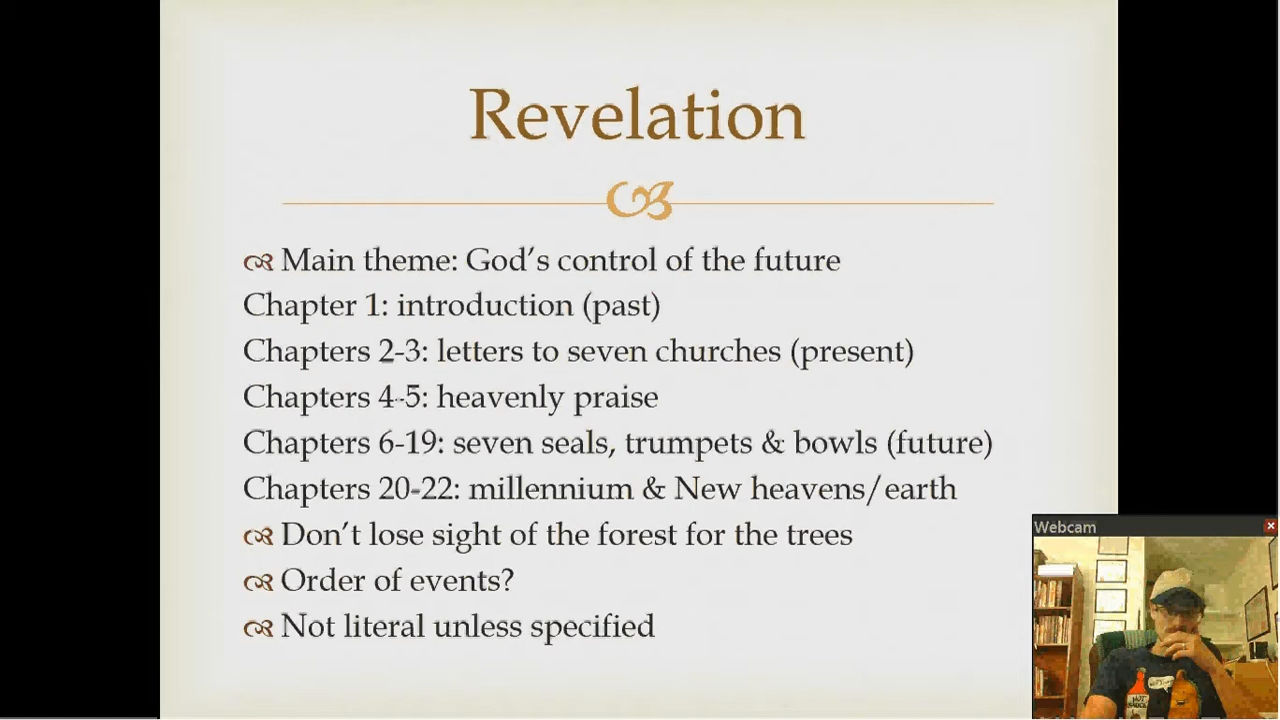 Revelation
Main theme: God's control of the future
Chapter 1: introduction (past)
Chapters 2-3: letters to seven churches (present)
Chapters 4-5: heavenly praise
Chapters 6-19: seven seals, trumpets & bowls (future)
Chapters 20-22: millennium & New heavens/earth
Don't lose sight of the forest for the trees
Order of events?
Not literal unless specified
Webcam
HOT